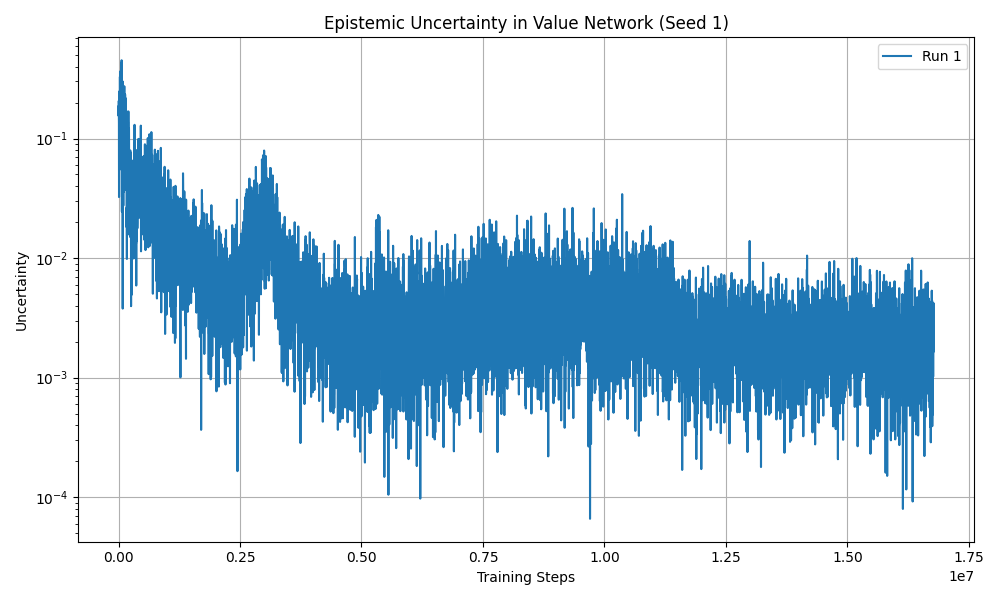 Epistemic Uncertainty in Value Network (Seed 1)
Run 1
Uncertainty
10⁻¹
10⁻²
10⁻³
10⁻⁴
0.00 0.25 0.50 0.75 1.00 1.25 1.50 1.75
1e7
Training Steps